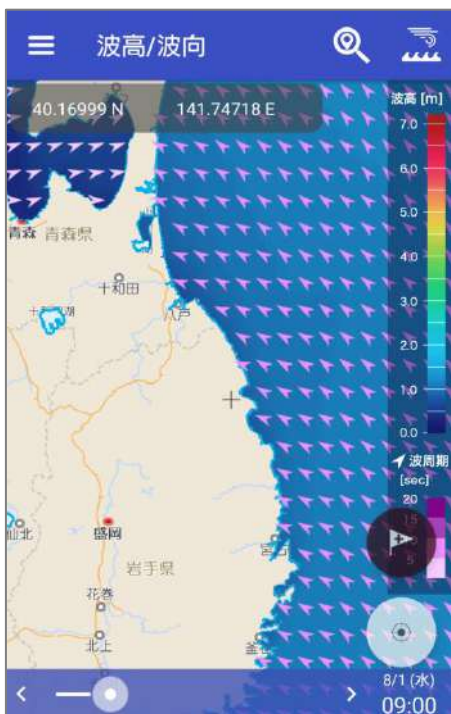 波高/波向
40.16999 N 141.74718 E
波高 [m]
7.0
6.0
5.0
4.0
3.0
2.0
1.0
0.0
青森 青森県
十和田
八戸
波周期
[sec]
20
15
5
仙北
盛岡
宮古
岩手県
花巻
北上
8/1 (水)
09:00